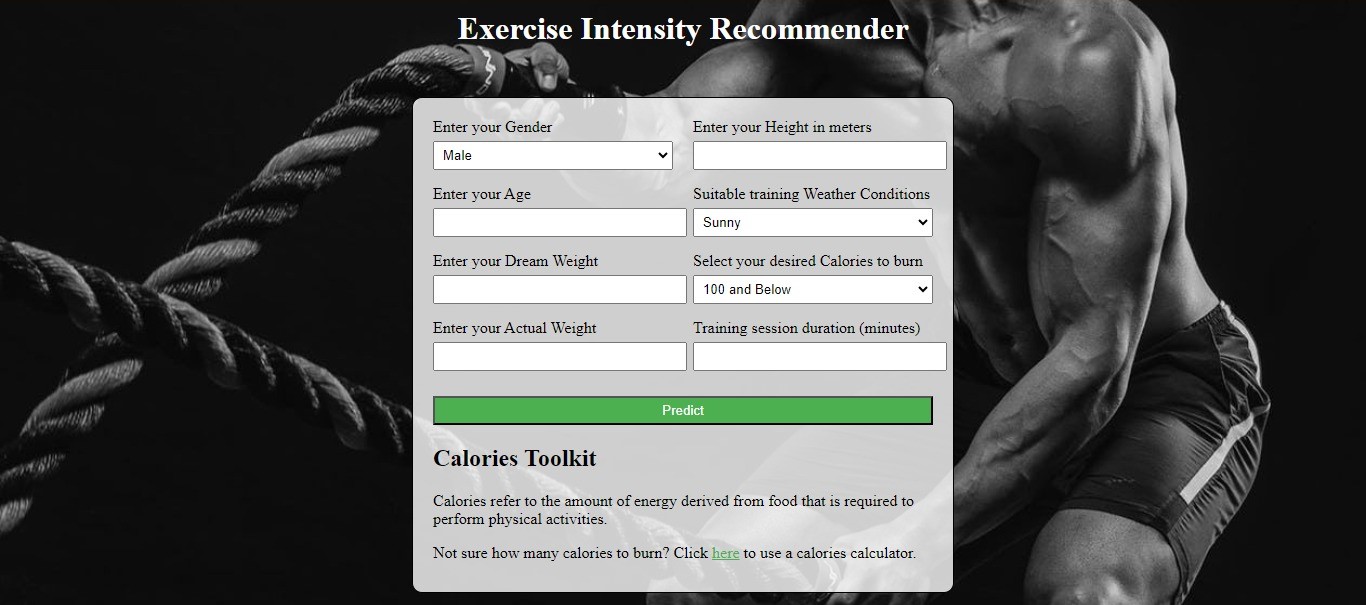 Exercise Intensity Recommender
Enter your Gender
Male
Enter your Height in meters
Enter your Age
Suitable training Weather Conditions
Sunny
Enter your Dream Weight
Select your desired Calories to burn
100 and Below
Enter your Actual Weight
Training session duration (minutes)
Predict
Calories Toolkit
Calories refer to the amount of energy derived from food that is required to
perform physical activities.
Not sure how many calories to burn? Click here to use a calories calculator.